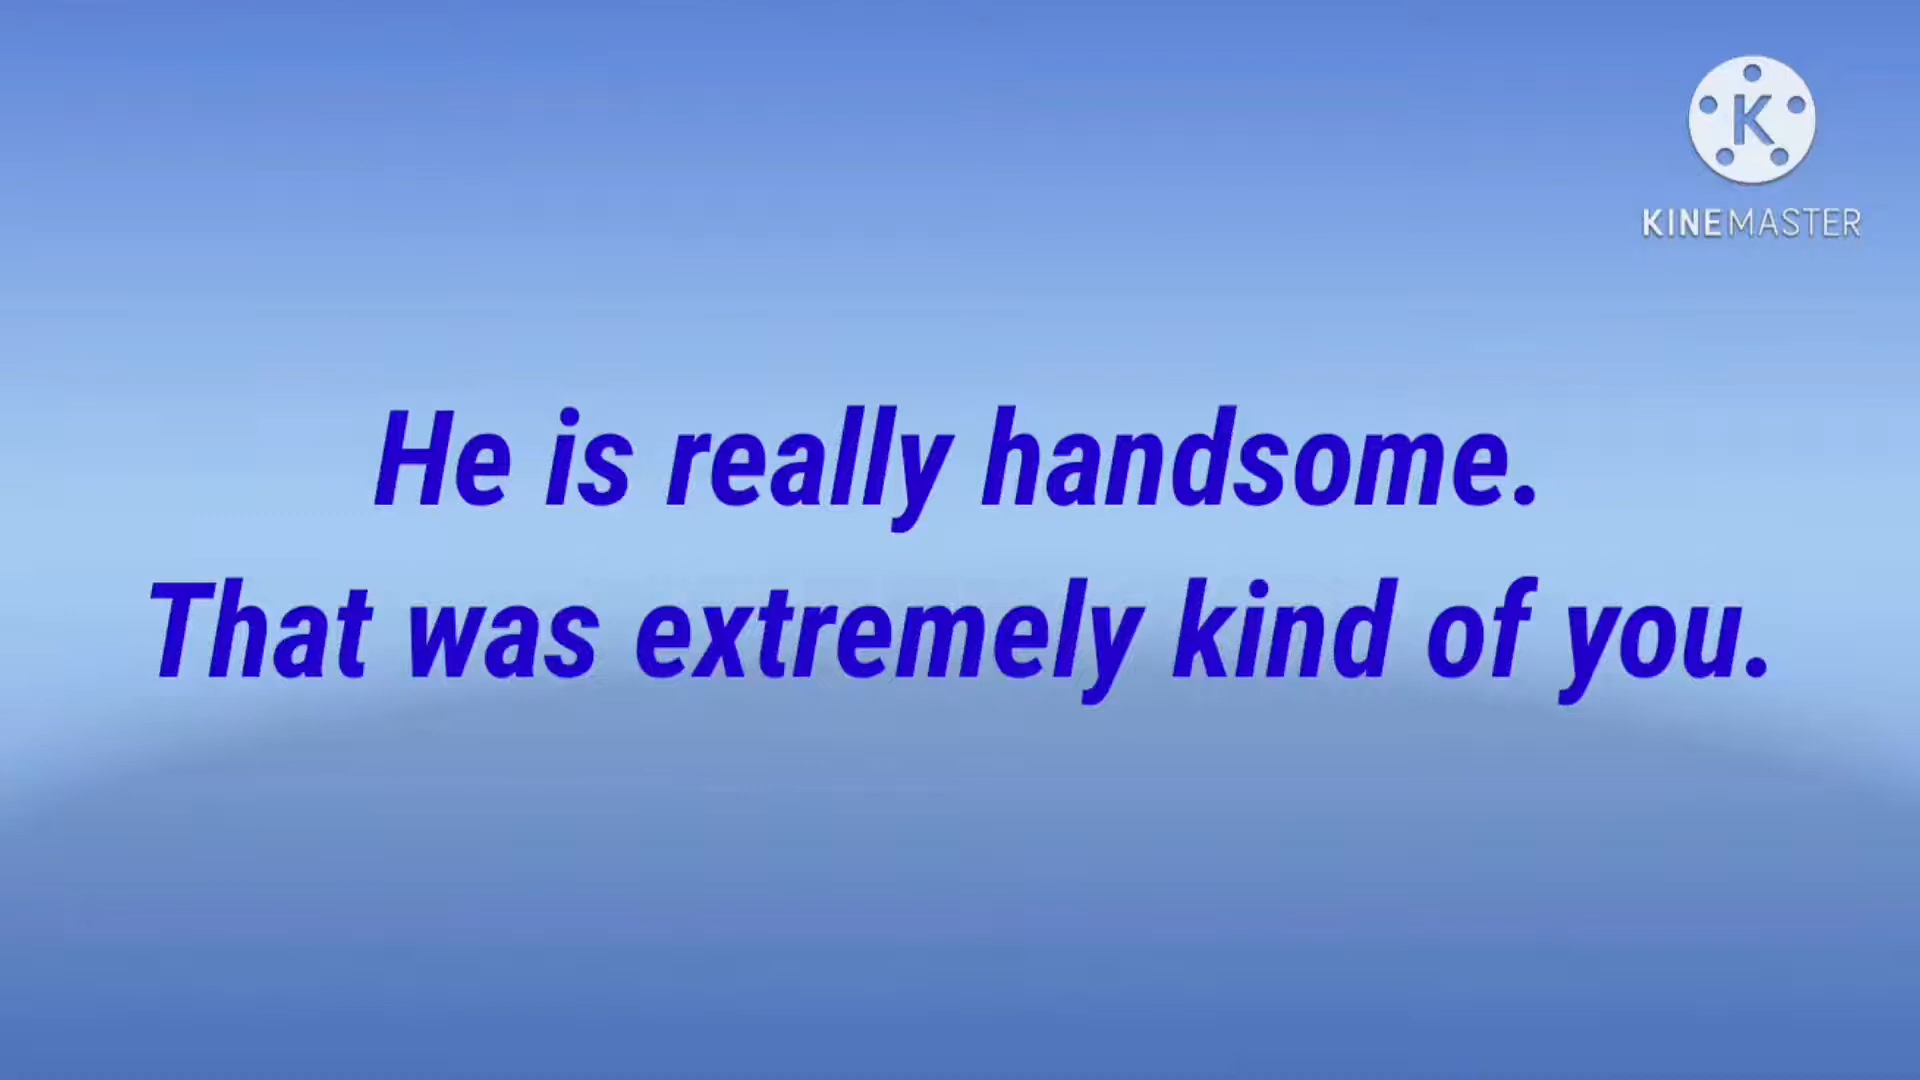 K
KINEMASTER
He is really handsome.
That was extremely kind of you.